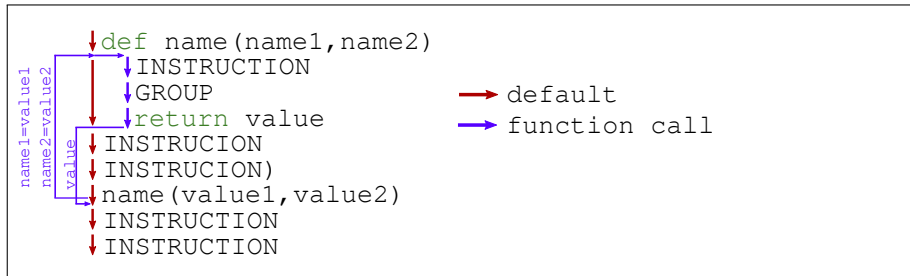 def name(name1,name2)
INSTRUCTION
GROUP
return value
INSTRUCION
INSTRUCION)
name(value1,value2)
INSTRUCTION
INSTRUCTION
name1=value1
name2=value2
value
default
function call